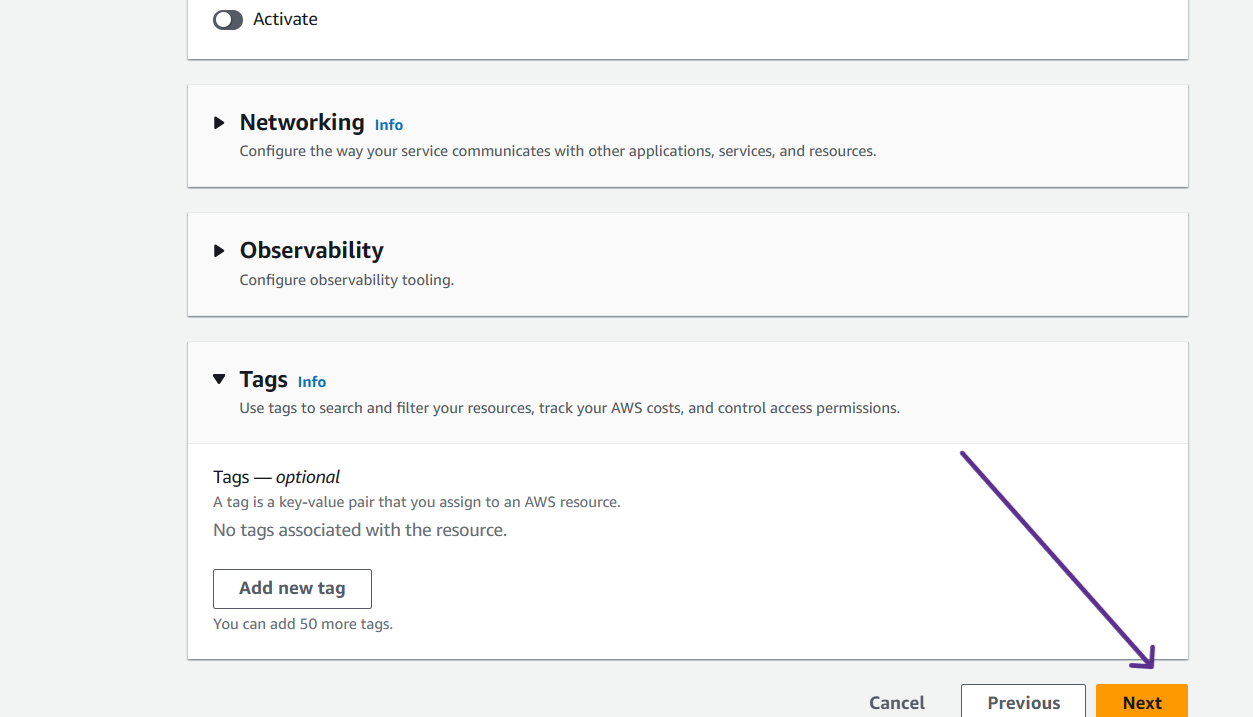 Activate
Networking Info
Configure the way your service communicates with other applications, services, and resources.
Observability
Configure observability tooling.
Tags Info
Use tags to search and filter your resources, track your AWS costs, and control access permissions.
Tags — optional
A tag is a key-value pair that you assign to an AWS resource.
No tags associated with the resource.
Add new tag
You can add 50 more tags.
Cancel Previous Next